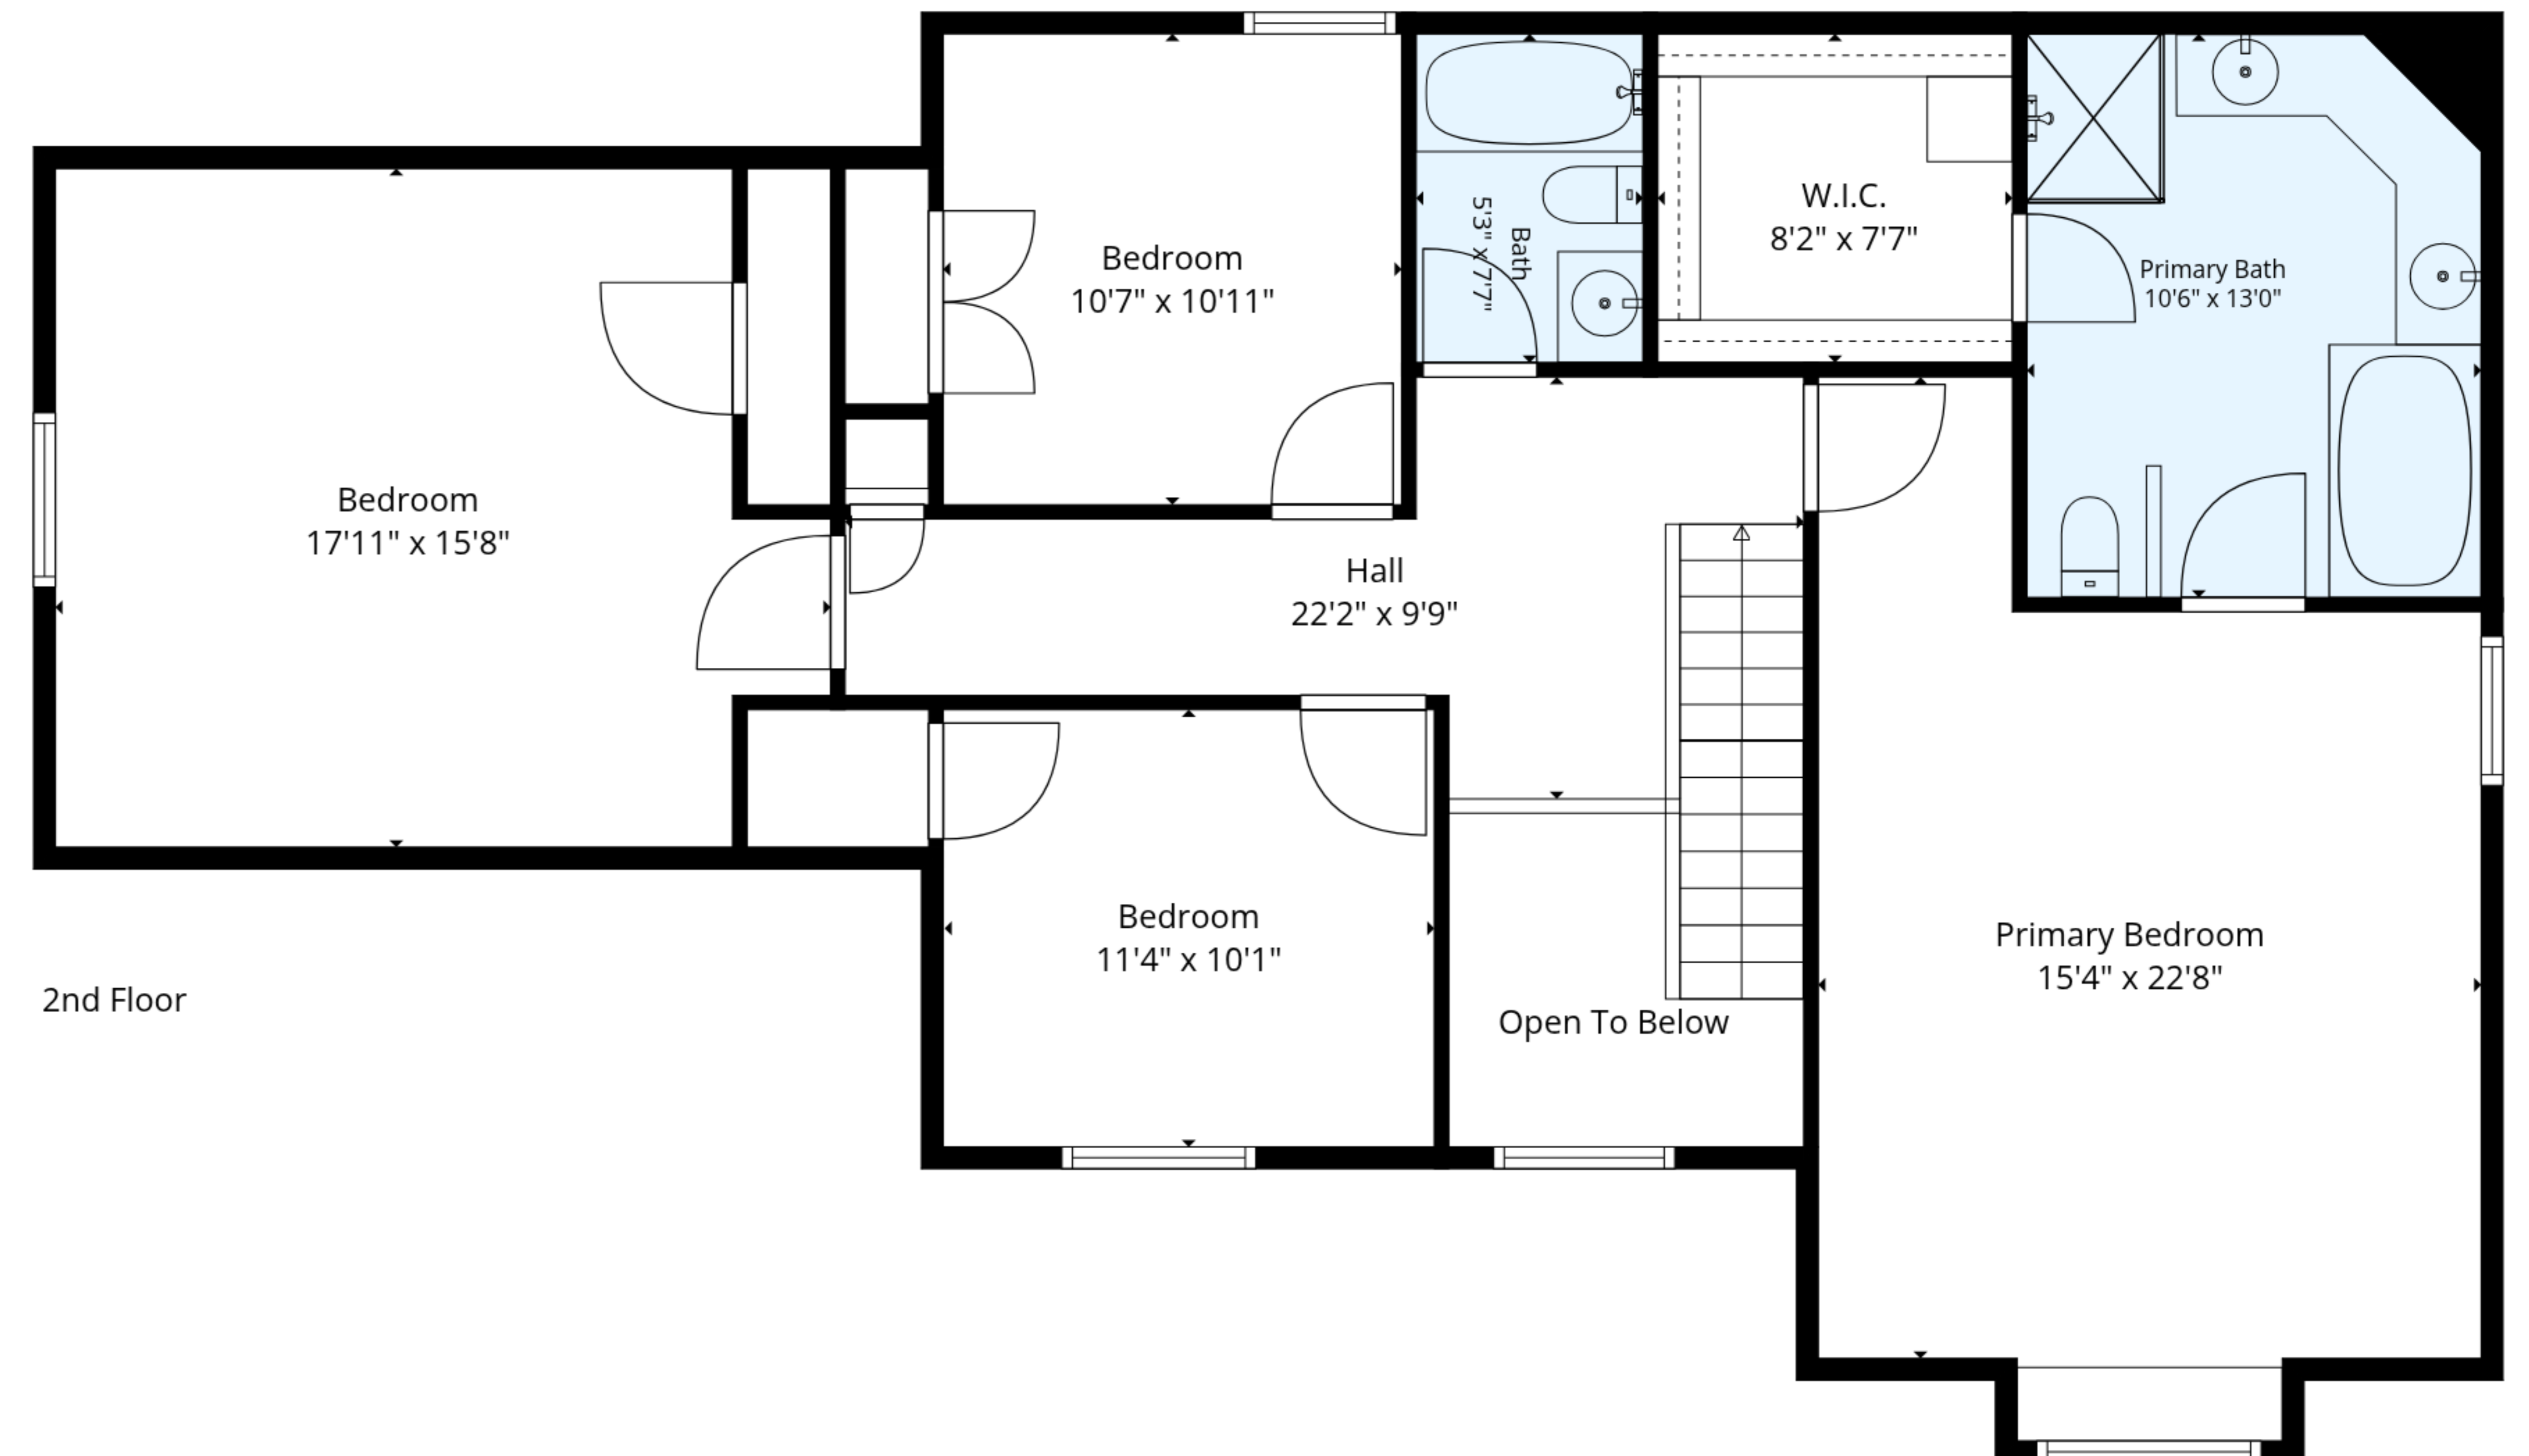 Bedroom
17'11" x 15'8"
Bedroom
10'7" x 10'11"
Bath
5'3" x 7'7"
W.I.C.
8'2" x 7'7"
Primary Bath
10'6" x 13'0"
Hall
22'2" x 9'9"
Bedroom
11'4" x 10'1"
Open To Below
Primary Bedroom
15'4" x 22'8"
2nd Floor